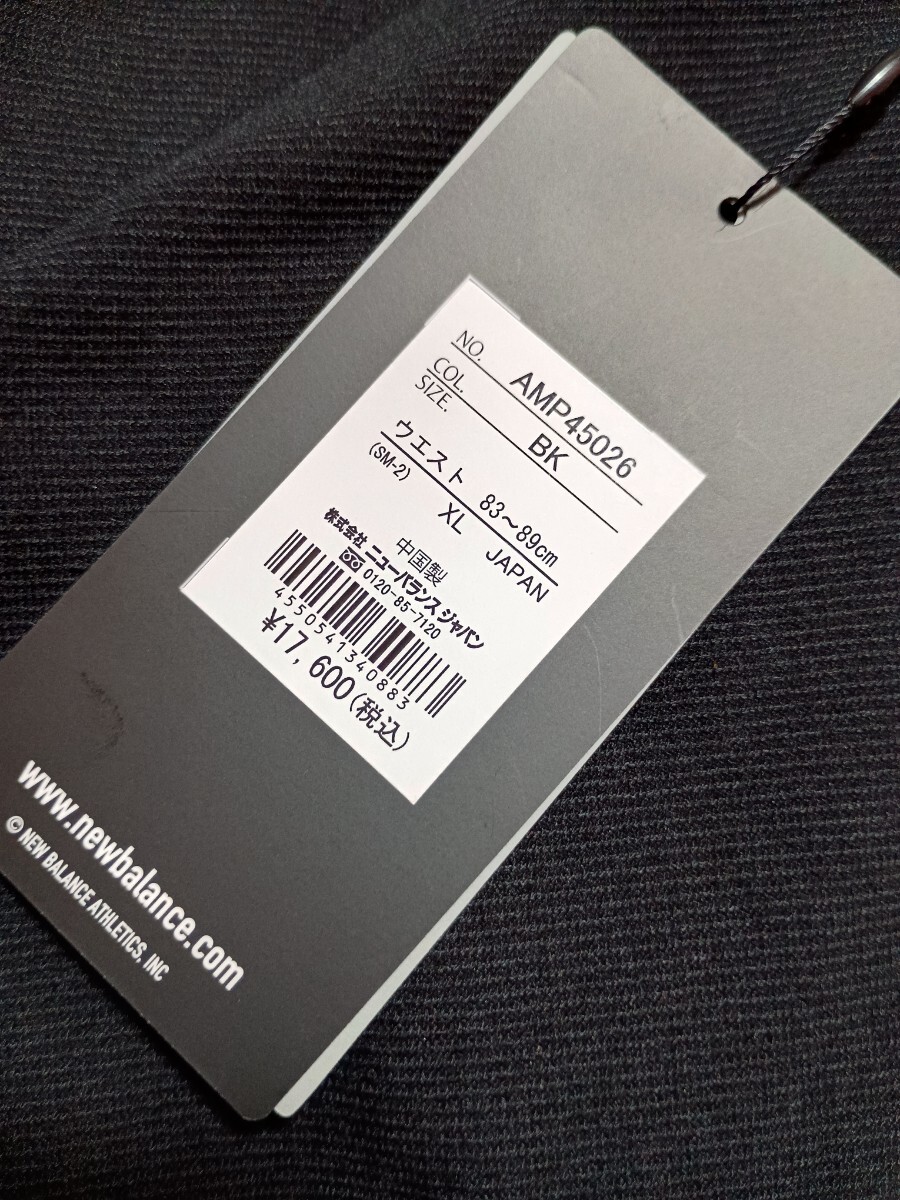 NO. AMP45026
COL. BK
SIZE.
ウエスト 83～89cm
(SM-2) XL JAPAN
中国製
株式会社 ニューバランス ジャパン
0120-85-7120
4550541340883
¥17,600(税込)
www.newbalance.com
© NEW BALANCE ATHLETICS, INC